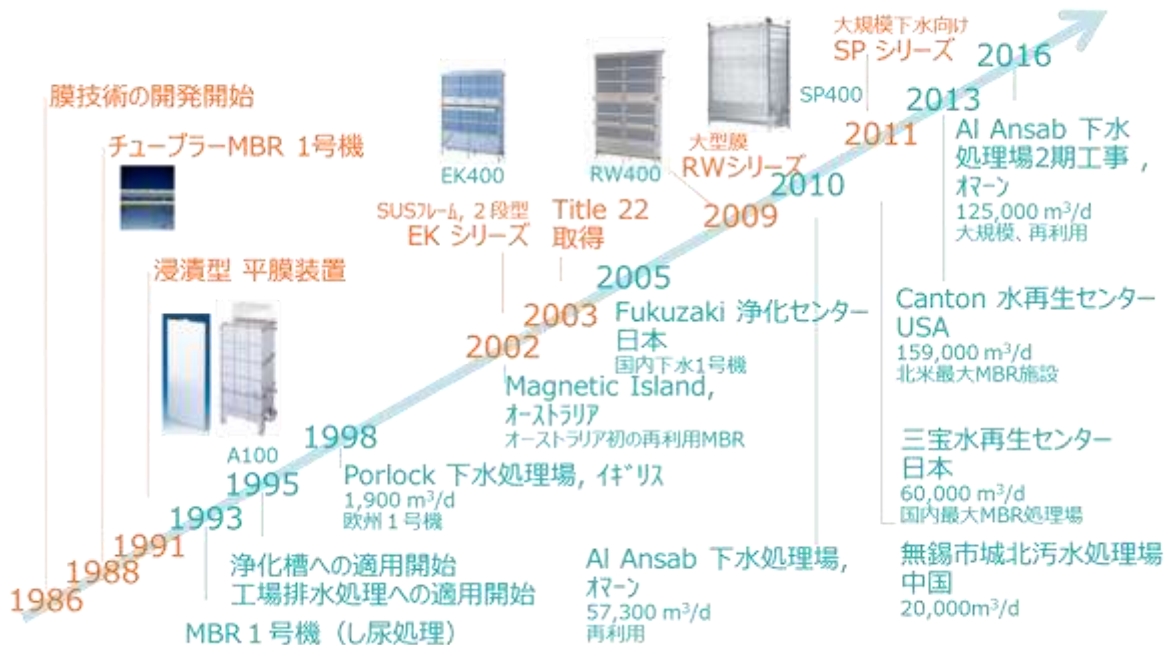 大規模下水向け
SP シリーズ
2016
膜技術の開発開始
SP400
2013
チューブラーMBR 1号機
2011
Al Ansab 下水
処理場2期工事 ,
オマーン
125,000 m³/d
大規模、再利用
EK400
RW400
大型膜
RWシリーズ
2010
SUSフレーム, 2段型
EK シリーズ
Title 22
取得
2009
浸漬型 平膜装置
2005
Fukuzaki 浄化センター
日本
国内下水1号機
2003
Canton 水再生センター
USA
159,000 m³/d
北米最大MBR施設
2002
Magnetic Island,
オーストラリア
オーストラリア初の再利用MBR
1998
三宝水再生センター
日本
60,000 m³/d
国内最大MBR処理場
A100
1995
Porlock 下水処理場, イギリス
1,900 m³/d
欧州1号機
1993
1991
浄化槽への適用開始
工場排水処理への適用開始
Al Ansab 下水処理場,
オマーン
57,300 m³/d
再利用
無錫市城北汚水処理場
中国
20,000m³/d
1988
1986
MBR 1号機（し尿処理）